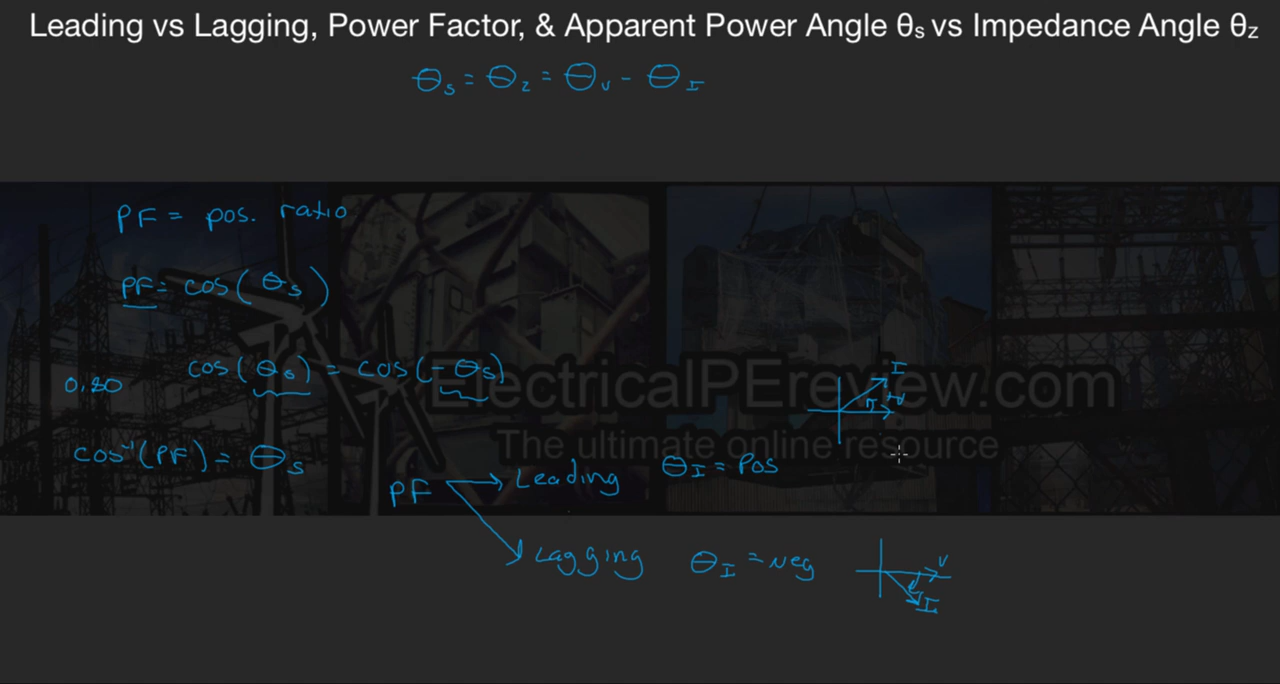 Leading vs Lagging, Power Factor, & Apparent Power Angle θs vs Impedance Angle θz
θs = θz = θv - θI
PF = pos. ratio
PF = cos(θs)
cos(θs) = cos(-θs)
0.80
ElectricalPEreview.com
The ultimate online resource
I
V
cos⁻¹(PF) = θs
PF
Leading θI = Pos
Lagging θI = Neg
V
I